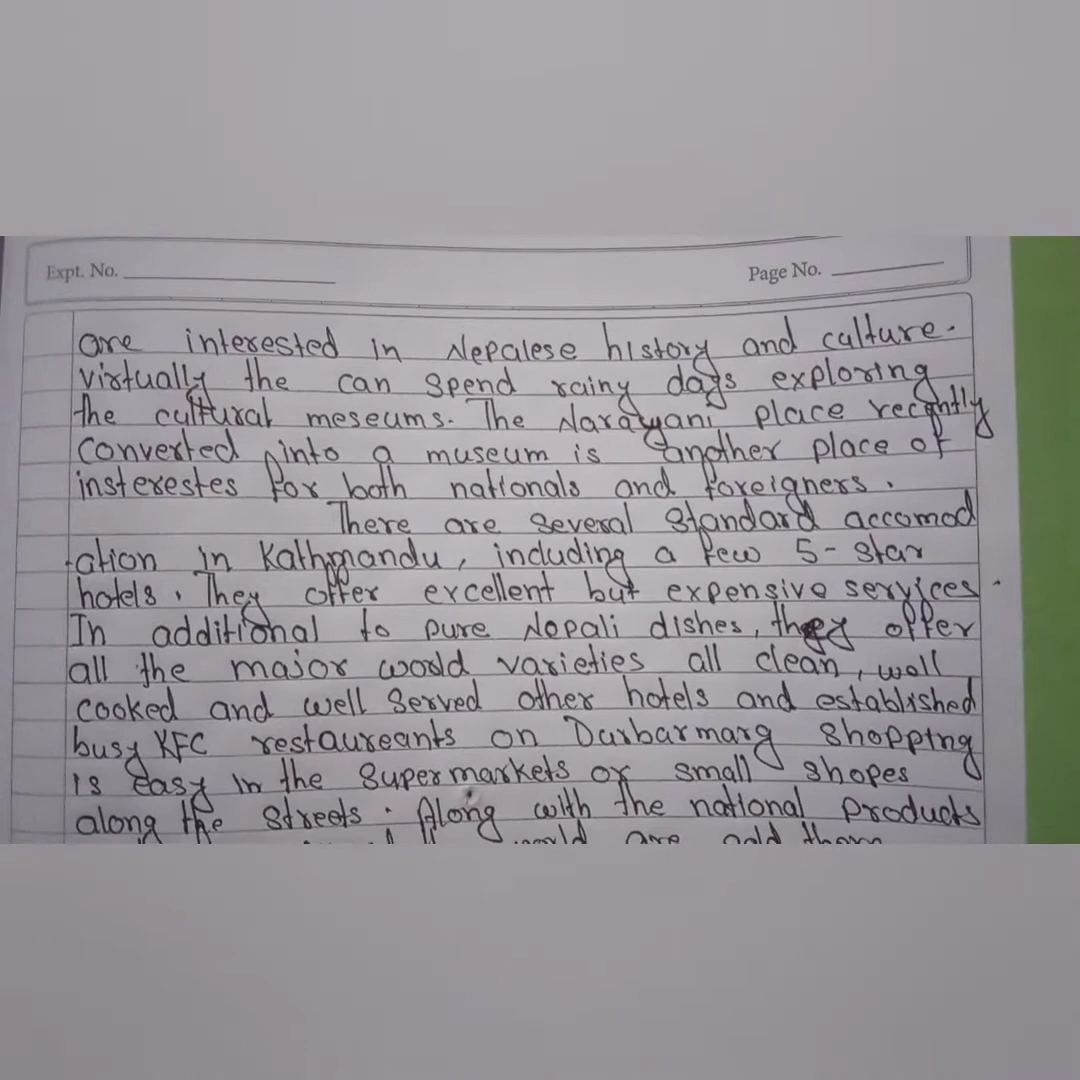 Expt. No.
Page No.
are interested in Nepalese history and culture.
virtually the can spend rainy days exploring
the cultural meseums. The Narayani place recently
converted into a museum is another place of
insterestes for both nationals and foreigners.
There are several standard accomod
-ation in Kathmandu, including a few 5-star
hotels. They offer excellent but expensive services.
In additional to pure Nepali dishes, they offer
all the major world varieties all clean, well
cooked and well served other hotels and established
busy KFC restaureants on Durbarmarg shopping
is easy in the supermarkets or small shopes
along the streets. Along with the national products
world are sold